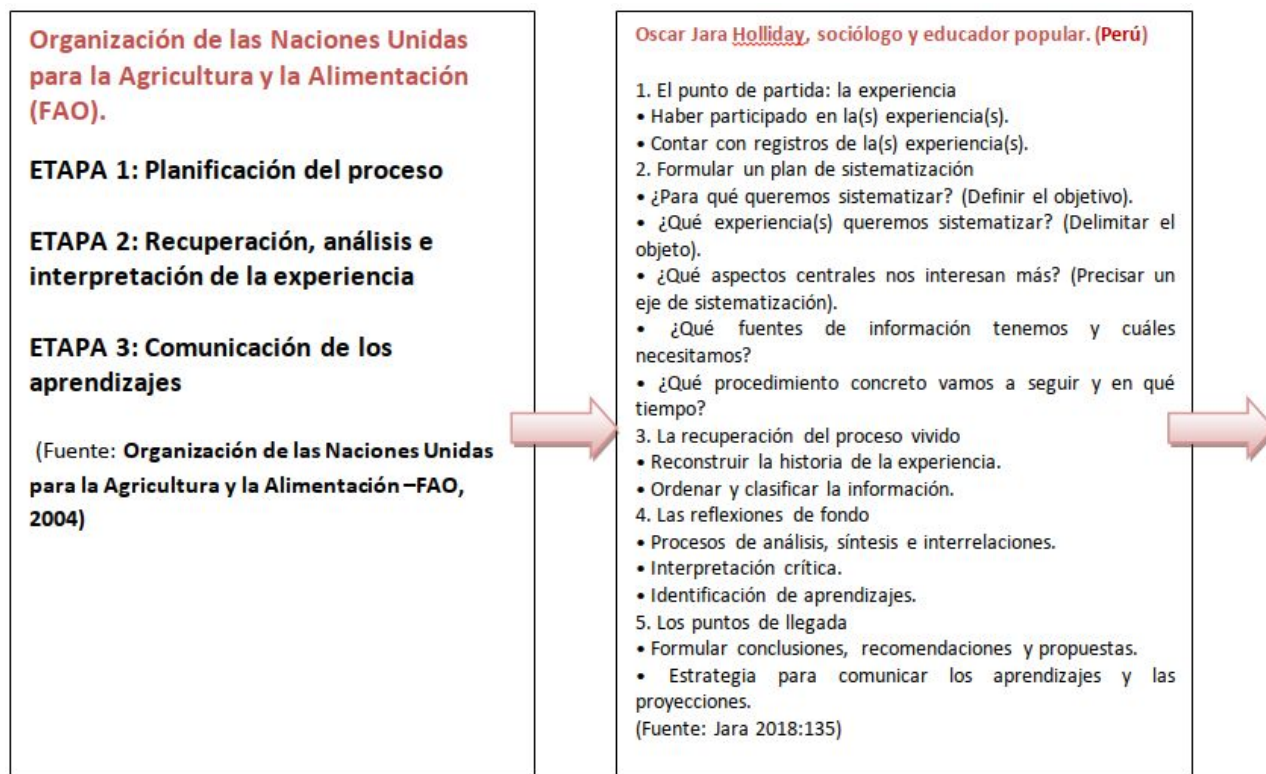 Organización de las Naciones Unidas
para la Agricultura y la Alimentación
(FAO).
ETAPA 1: Planificación del proceso
ETAPA 2: Recuperación, análisis e
interpretación de la experiencia
ETAPA 3: Comunicación de los
aprendizajes
(Fuente: Organización de las Naciones Unidas
para la Agricultura y la Alimentación –FAO,
2004)
Oscar Jara Holliday, sociólogo y educador popular. (Perú)
1. El punto de partida: la experiencia
• Haber participado en la(s) experiencia(s).
• Contar con registros de la(s) experiencia(s).
2. Formular un plan de sistematización
• ¿Para qué queremos sistematizar? (Definir el objetivo).
• ¿Qué experiencia(s) queremos sistematizar? (Delimitar el
objeto).
• ¿Qué aspectos centrales nos interesan más? (Precisar un
eje de sistematización).
• ¿Qué fuentes de información tenemos y cuáles
necesitamos?
• ¿Qué procedimiento concreto vamos a seguir y en qué
tiempo?
3. La recuperación del proceso vivido
• Reconstruir la historia de la experiencia.
• Ordenar y clasificar la información.
4. Las reflexiones de fondo
• Procesos de análisis, síntesis e interrelaciones.
• Interpretación crítica.
• Identificación de aprendizajes.
5. Los puntos de llegada
• Formular conclusiones, recomendaciones y propuestas.
• Estrategia para comunicar los aprendizajes y las
proyecciones.
(Fuente: Jara 2018:135)